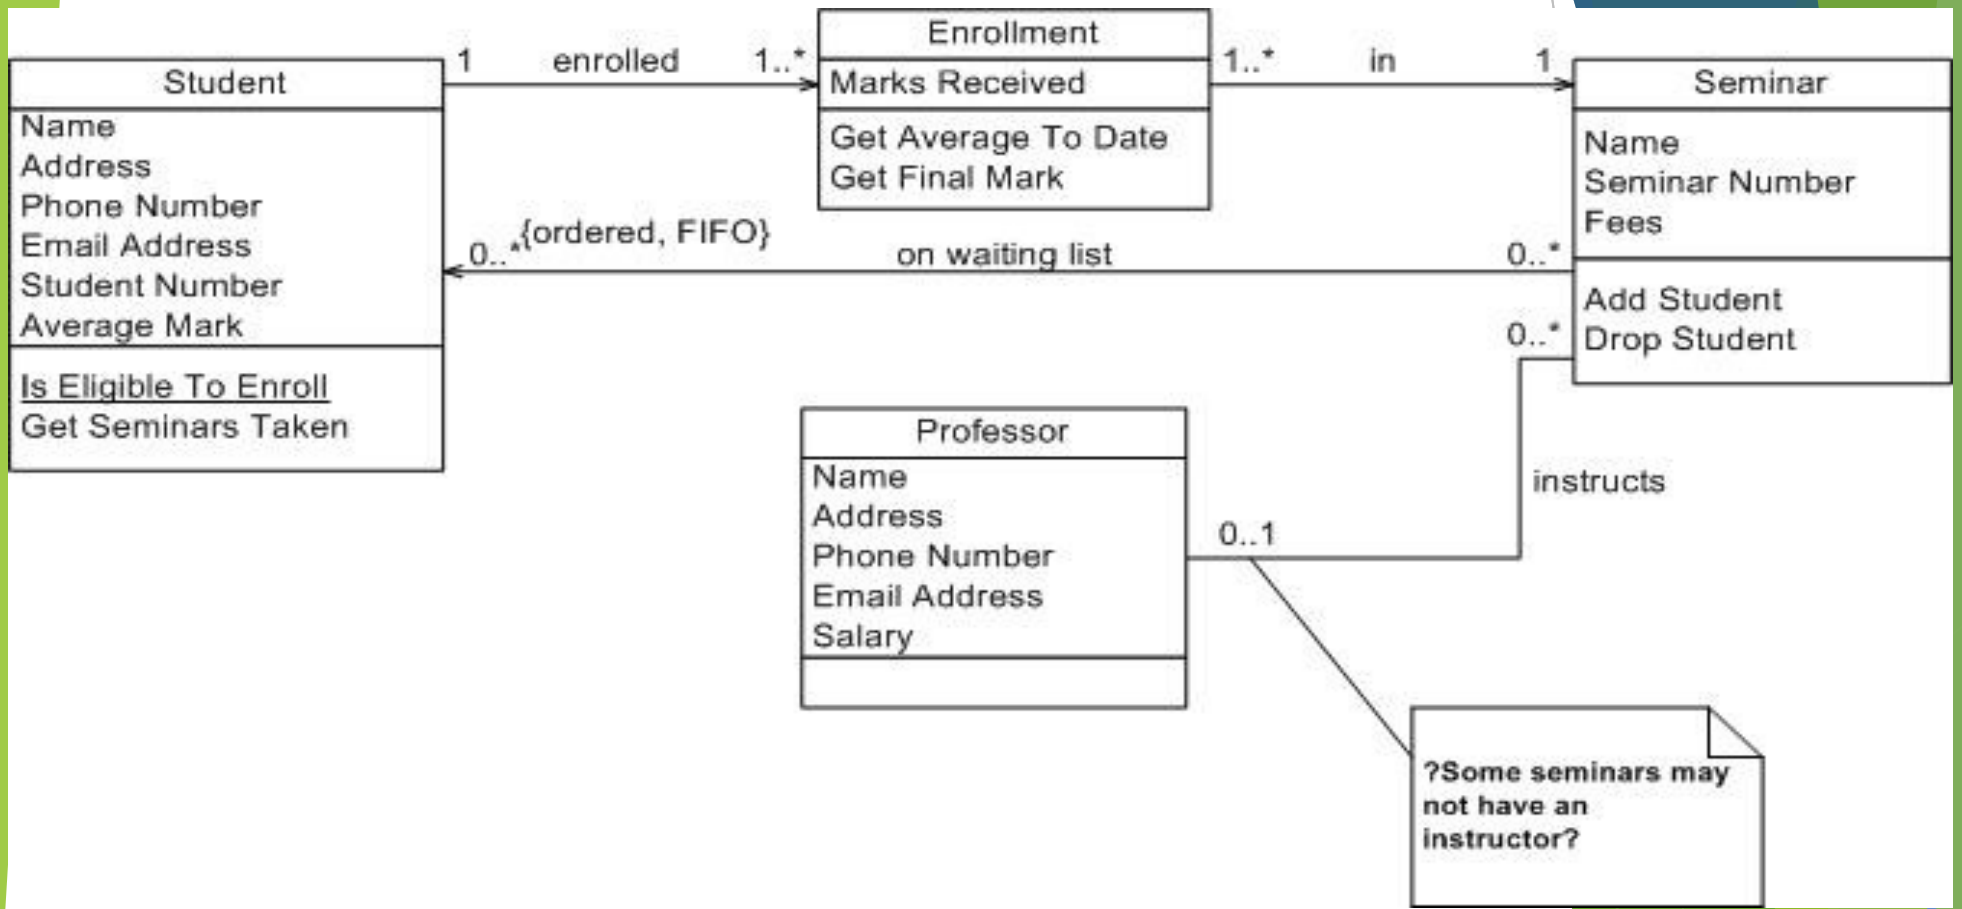 Enrollment
1 enrolled 1..*
1..* in 1
Student
Marks Received
Seminar
Name
Address
Phone Number
Email Address
Student Number
Average Mark
Is Eligible To Enroll
Get Seminars Taken
Get Average To Date
Get Final Mark
Name
Seminar Number
Fees
Add Student
Drop Student
0..* {ordered, FIFO} on waiting list 0..*
0..*
instructs
0..1
Professor
Name
Address
Phone Number
Email Address
Salary
?Some seminars may
not have an
instructor?